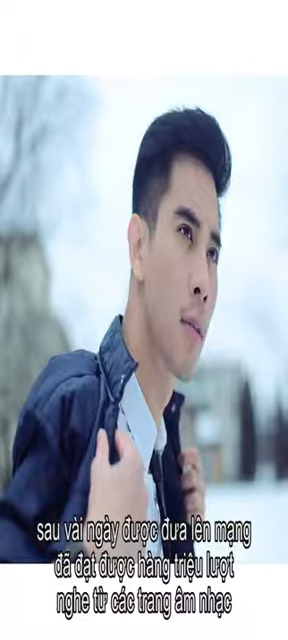 sau vài ngày được đưa lên mạng
đã đạt được hàng triệu lượt
nghe từ các trang âm nhạc